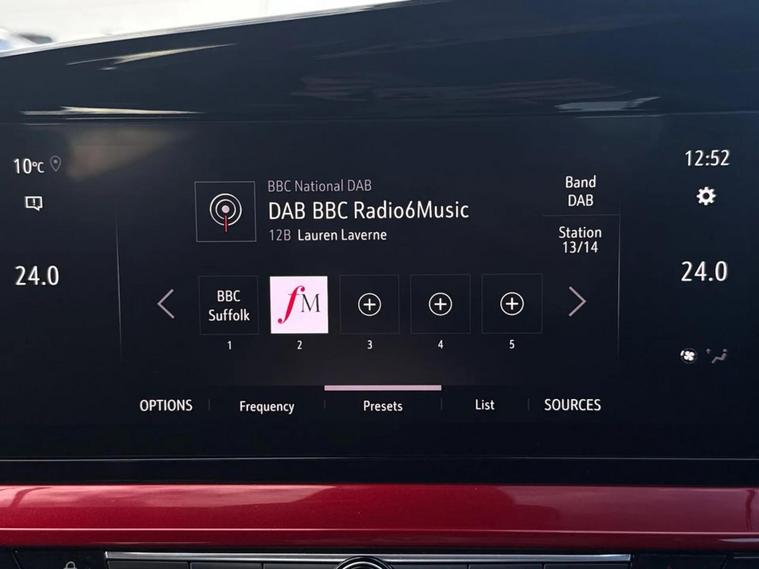 10°C
12:52
BBC National DAB
DAB BBC Radio6Music
12B Lauren Laverne
Band
DAB
Station
13/14
24.0
24.0
BBC
Suffolk
fM
1 2 3 4 5
OPTIONS Frequency Presets List SOURCES